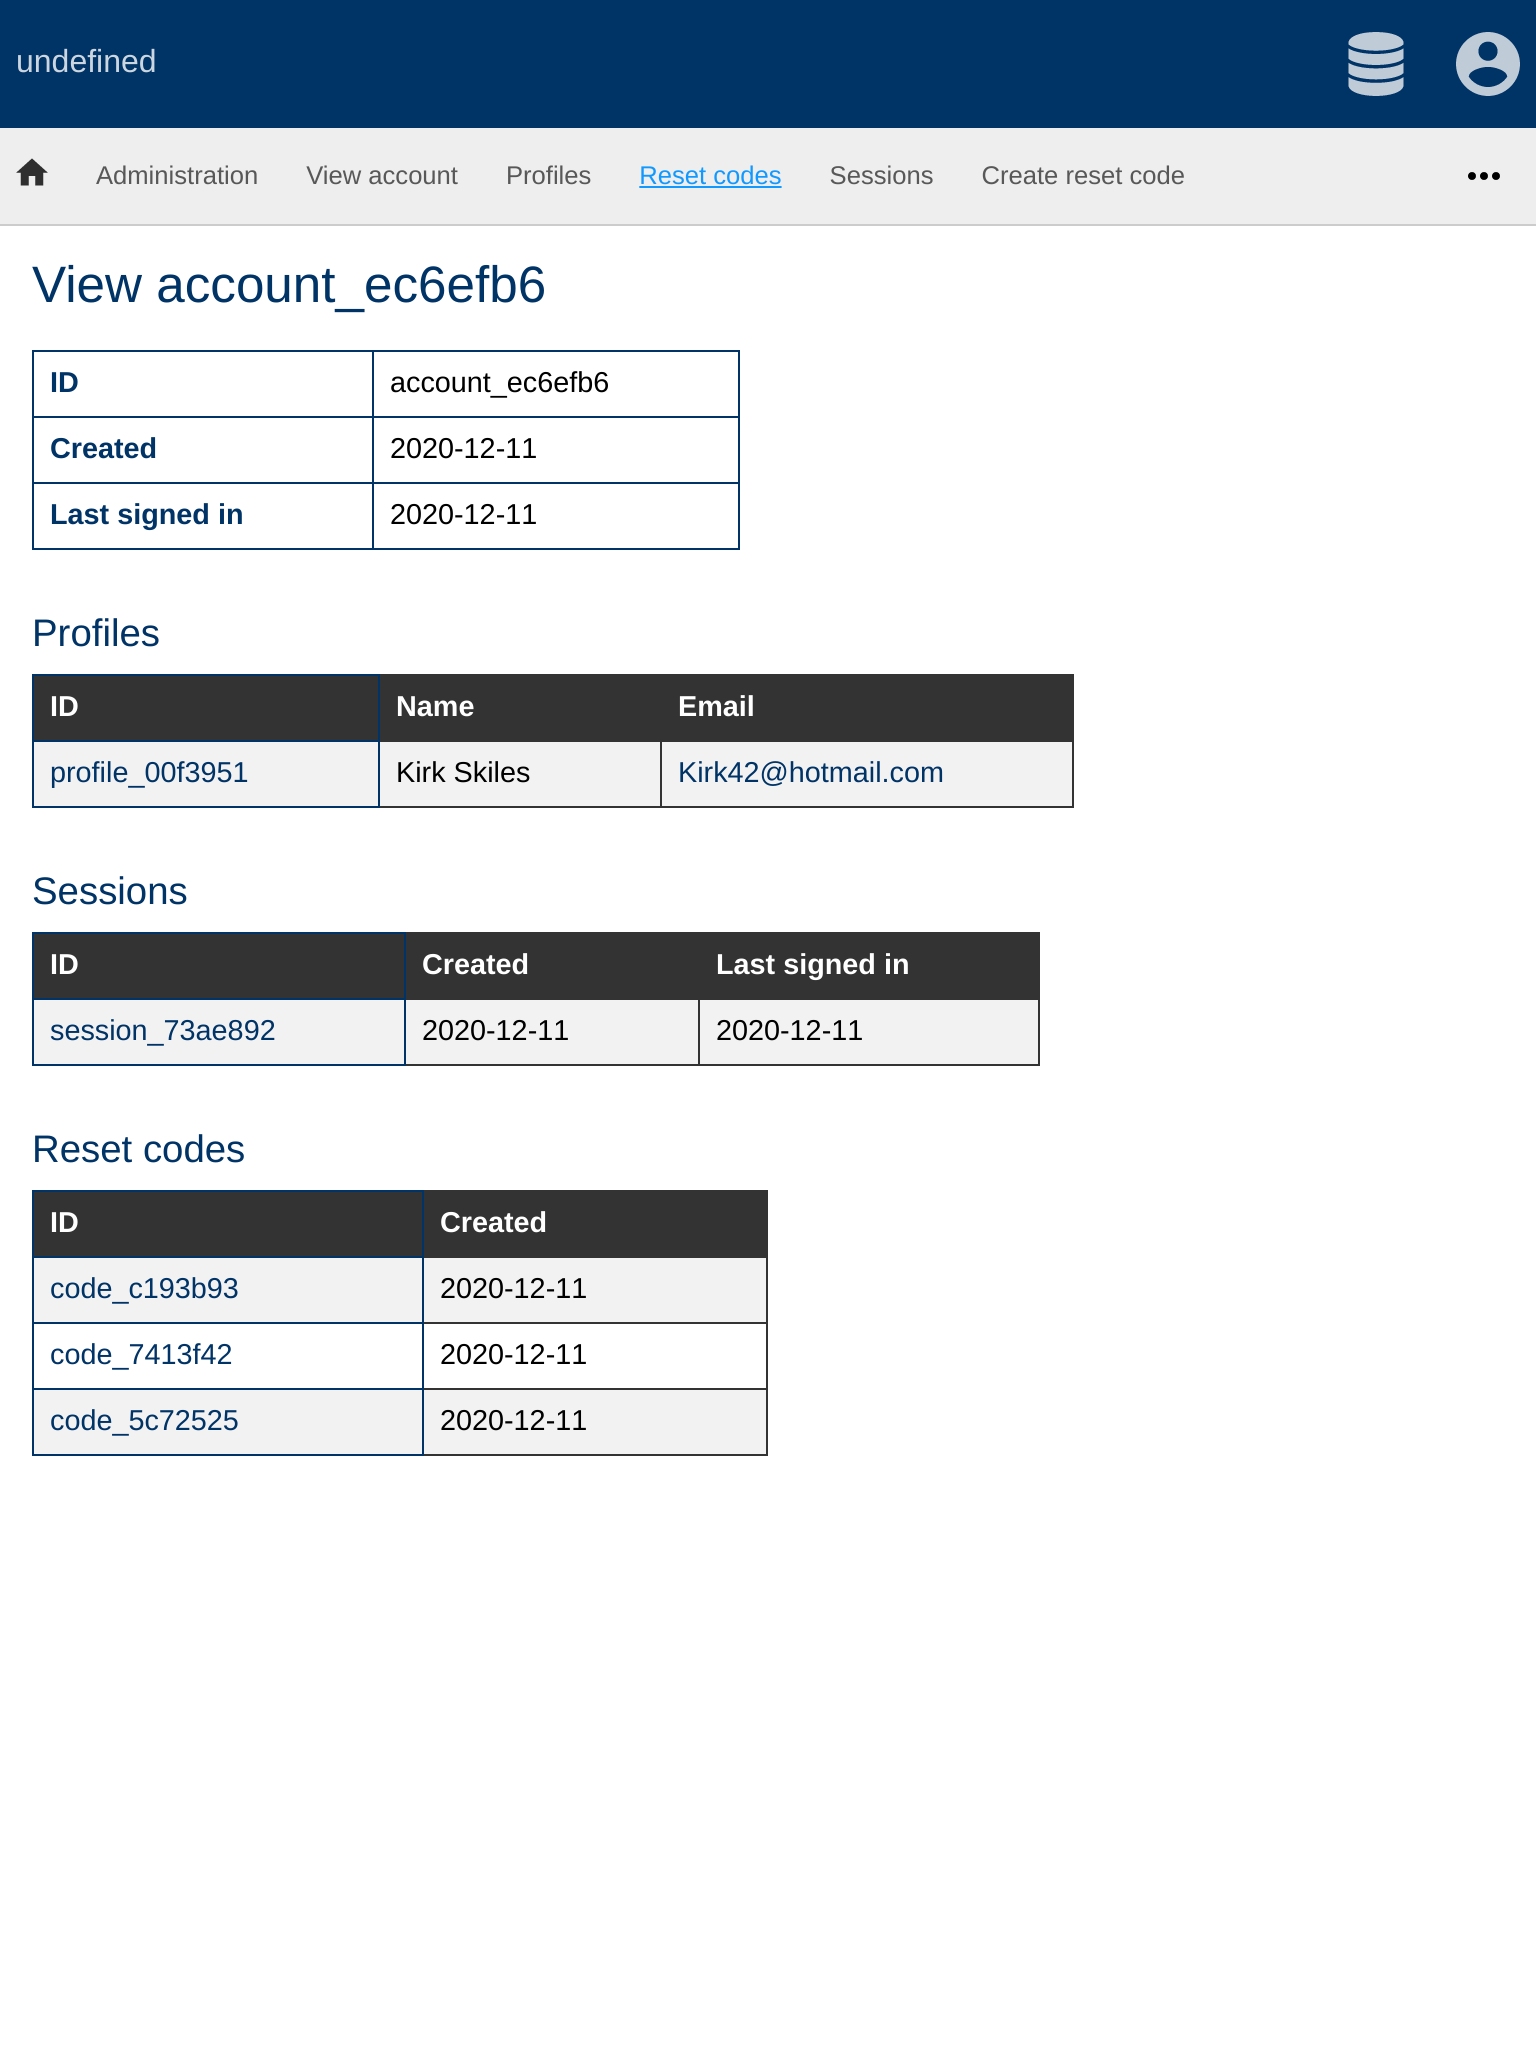 undefined
Administration View account Profiles Reset codes Sessions Create reset code
View account_ec6efb6
ID account_ec6efb6
Created 2020-12-11
Last signed in 2020-12-11
Profiles
ID Name Email
profile_00f3951 Kirk Skiles Kirk42@hotmail.com
Sessions
ID Created Last signed in
session_73ae892 2020-12-11 2020-12-11
Reset codes
ID Created
code_c193b93 2020-12-11
code_7413f42 2020-12-11
code_5c72525 2020-12-11